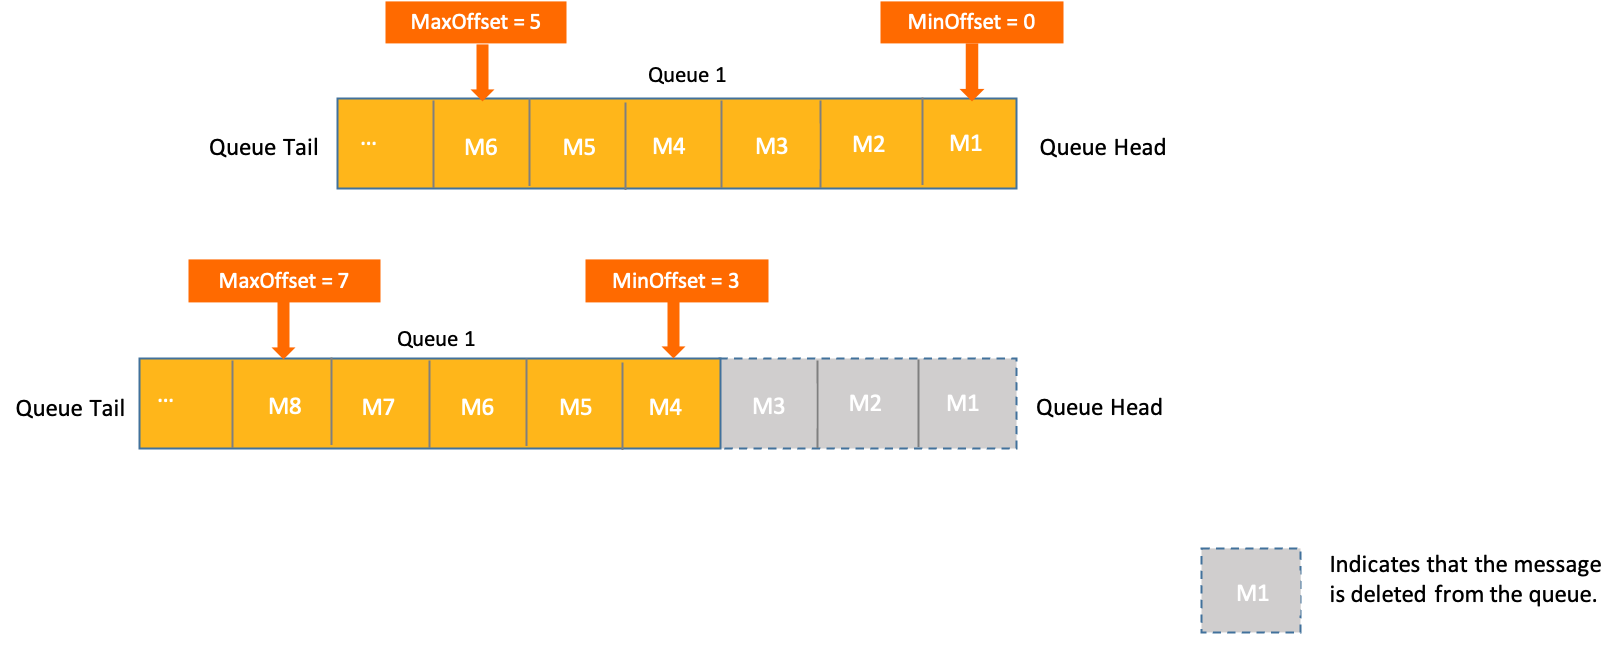 MaxOffset = 5
MinOffset = 0
Queue 1
Queue Tail
...
M6
M5
M4
M3
M2
M1
Queue Head
MaxOffset = 7
MinOffset = 3
Queue 1
Queue Tail
...
M8
M7
M6
M5
M4
M3
M2
M1
Queue Head
M1
Indicates that the message
is deleted from the queue.